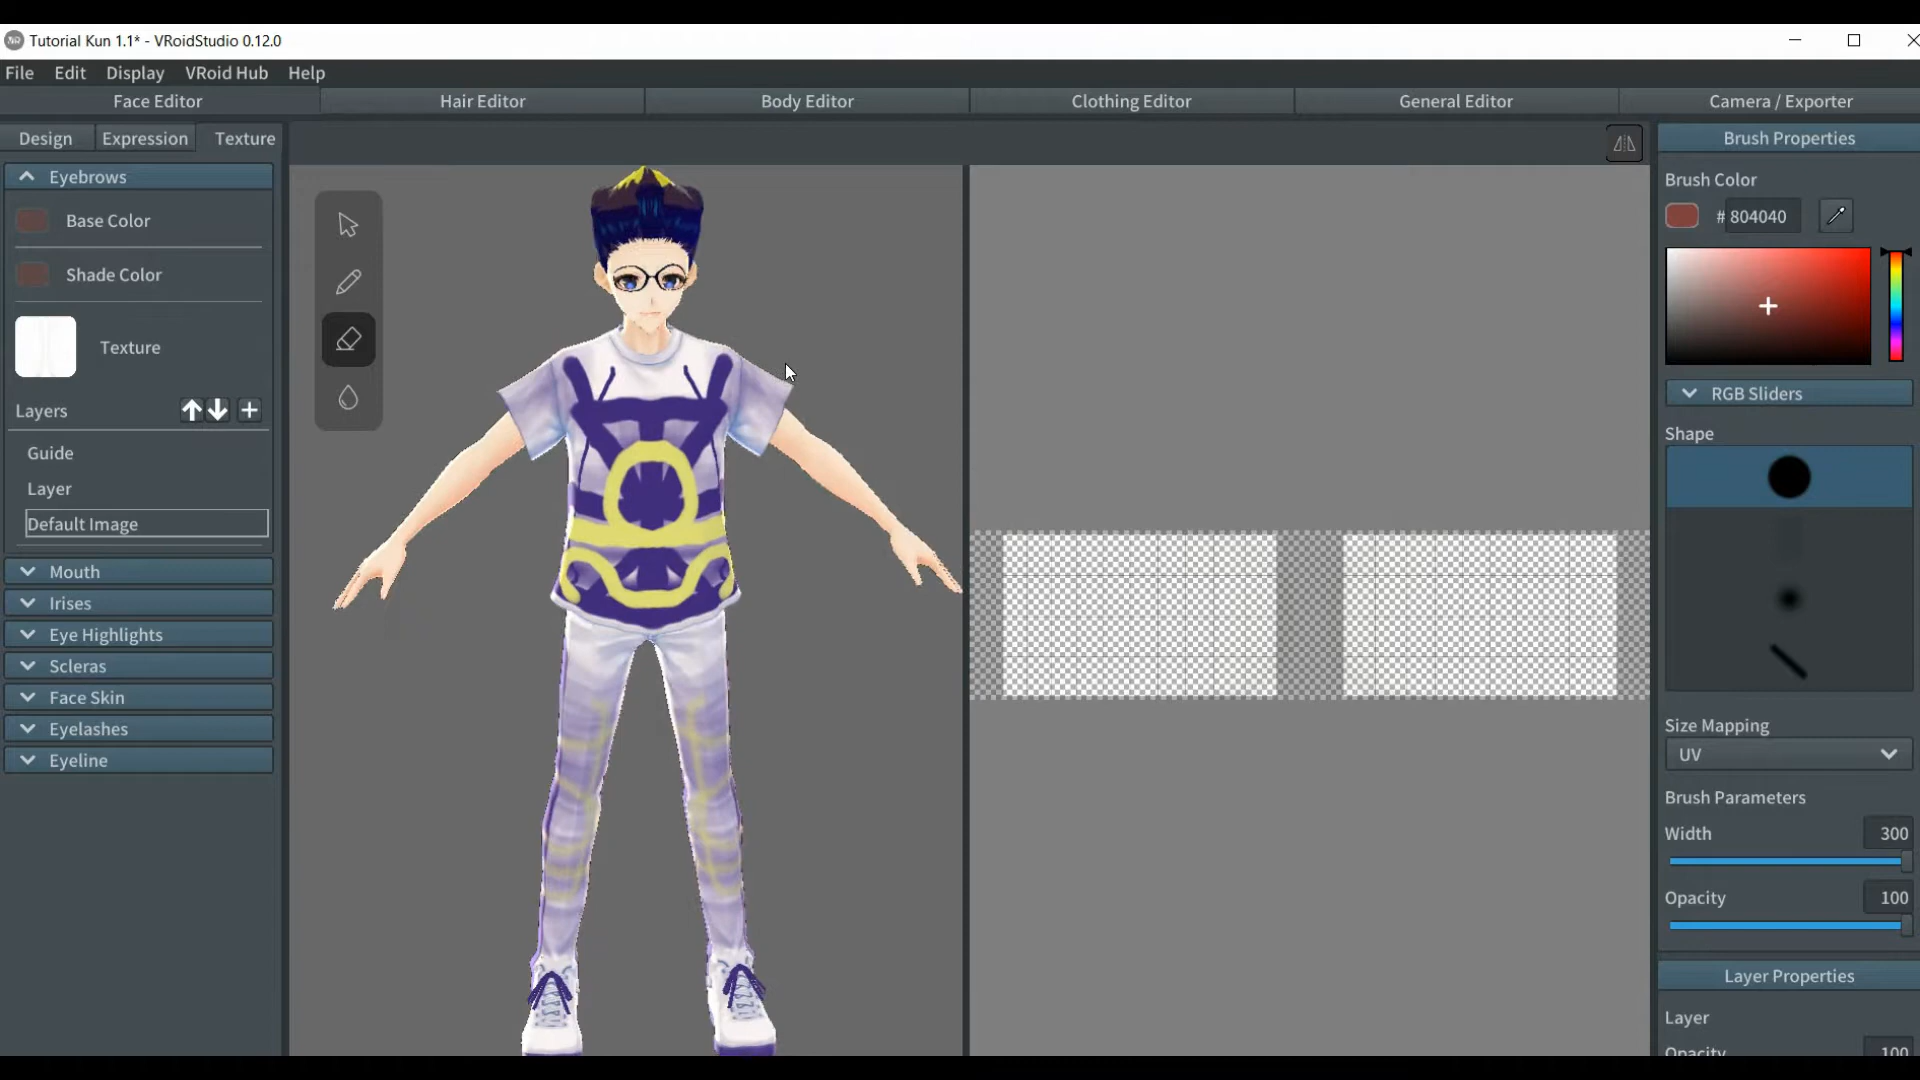 Tutorial Kun 1.1* - VRoidStudio 0.12.0
File Edit Display VRoid Hub Help
Face Editor Hair Editor Body Editor Clothing Editor General Editor Camera / Exporter
Design Expression Texture
Eyebrows
Base Color
Shade Color
Texture
Layers
Guide
Layer
Default Image
Mouth
Irises
Eye Highlights
Scleras
Face Skin
Eyelashes
Eyeline
Brush Properties
Brush Color
# 804040
RGB Sliders
Shape
Size Mapping
UV
Brush Parameters
Width 300
Opacity 100
Layer Properties
Layer
Opacity 100